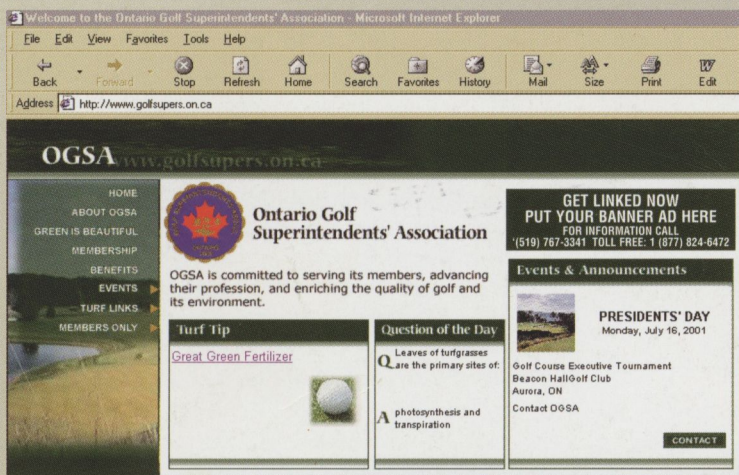 Welcome to the Ontario Golf Superintendents' Association - Microsoft Internet Explorer
File Edit View Favorites Tools Help
Back Forward Stop Refresh Home Search Favorites History Mail Size Print Edit
Address http://www.golfsupers.on.ca
OGSA www.golfsupers.on.ca
HOME
ABOUT OGSA
GREEN IS BEAUTIFUL
MEMBERSHIP
BENEFITS
EVENTS
TURF LINKS
MEMBERS ONLY
Ontario Golf
Superintendents' Association
OGSA is committed to serving its members, advancing
their profession, and enriching the quality of golf and
its environment.
GET LINKED NOW
PUT YOUR BANNER AD HERE
FOR INFORMATION CALL
'(519) 767-3341 TOLL FREE: 1 (877) 824-6472
Turf Tip
Great Green Fertilizer
Question of the Day
Q Leaves of turfgrasses
are the primary sites of:
A photosynthesis and
transpiration
Events & Announcements
PRESIDENTS' DAY
Monday, July 16, 2001
Golf Course Executive Tournament
Beacon HallGolf Club
Aurora, ON
Contact OGSA
CONTACT